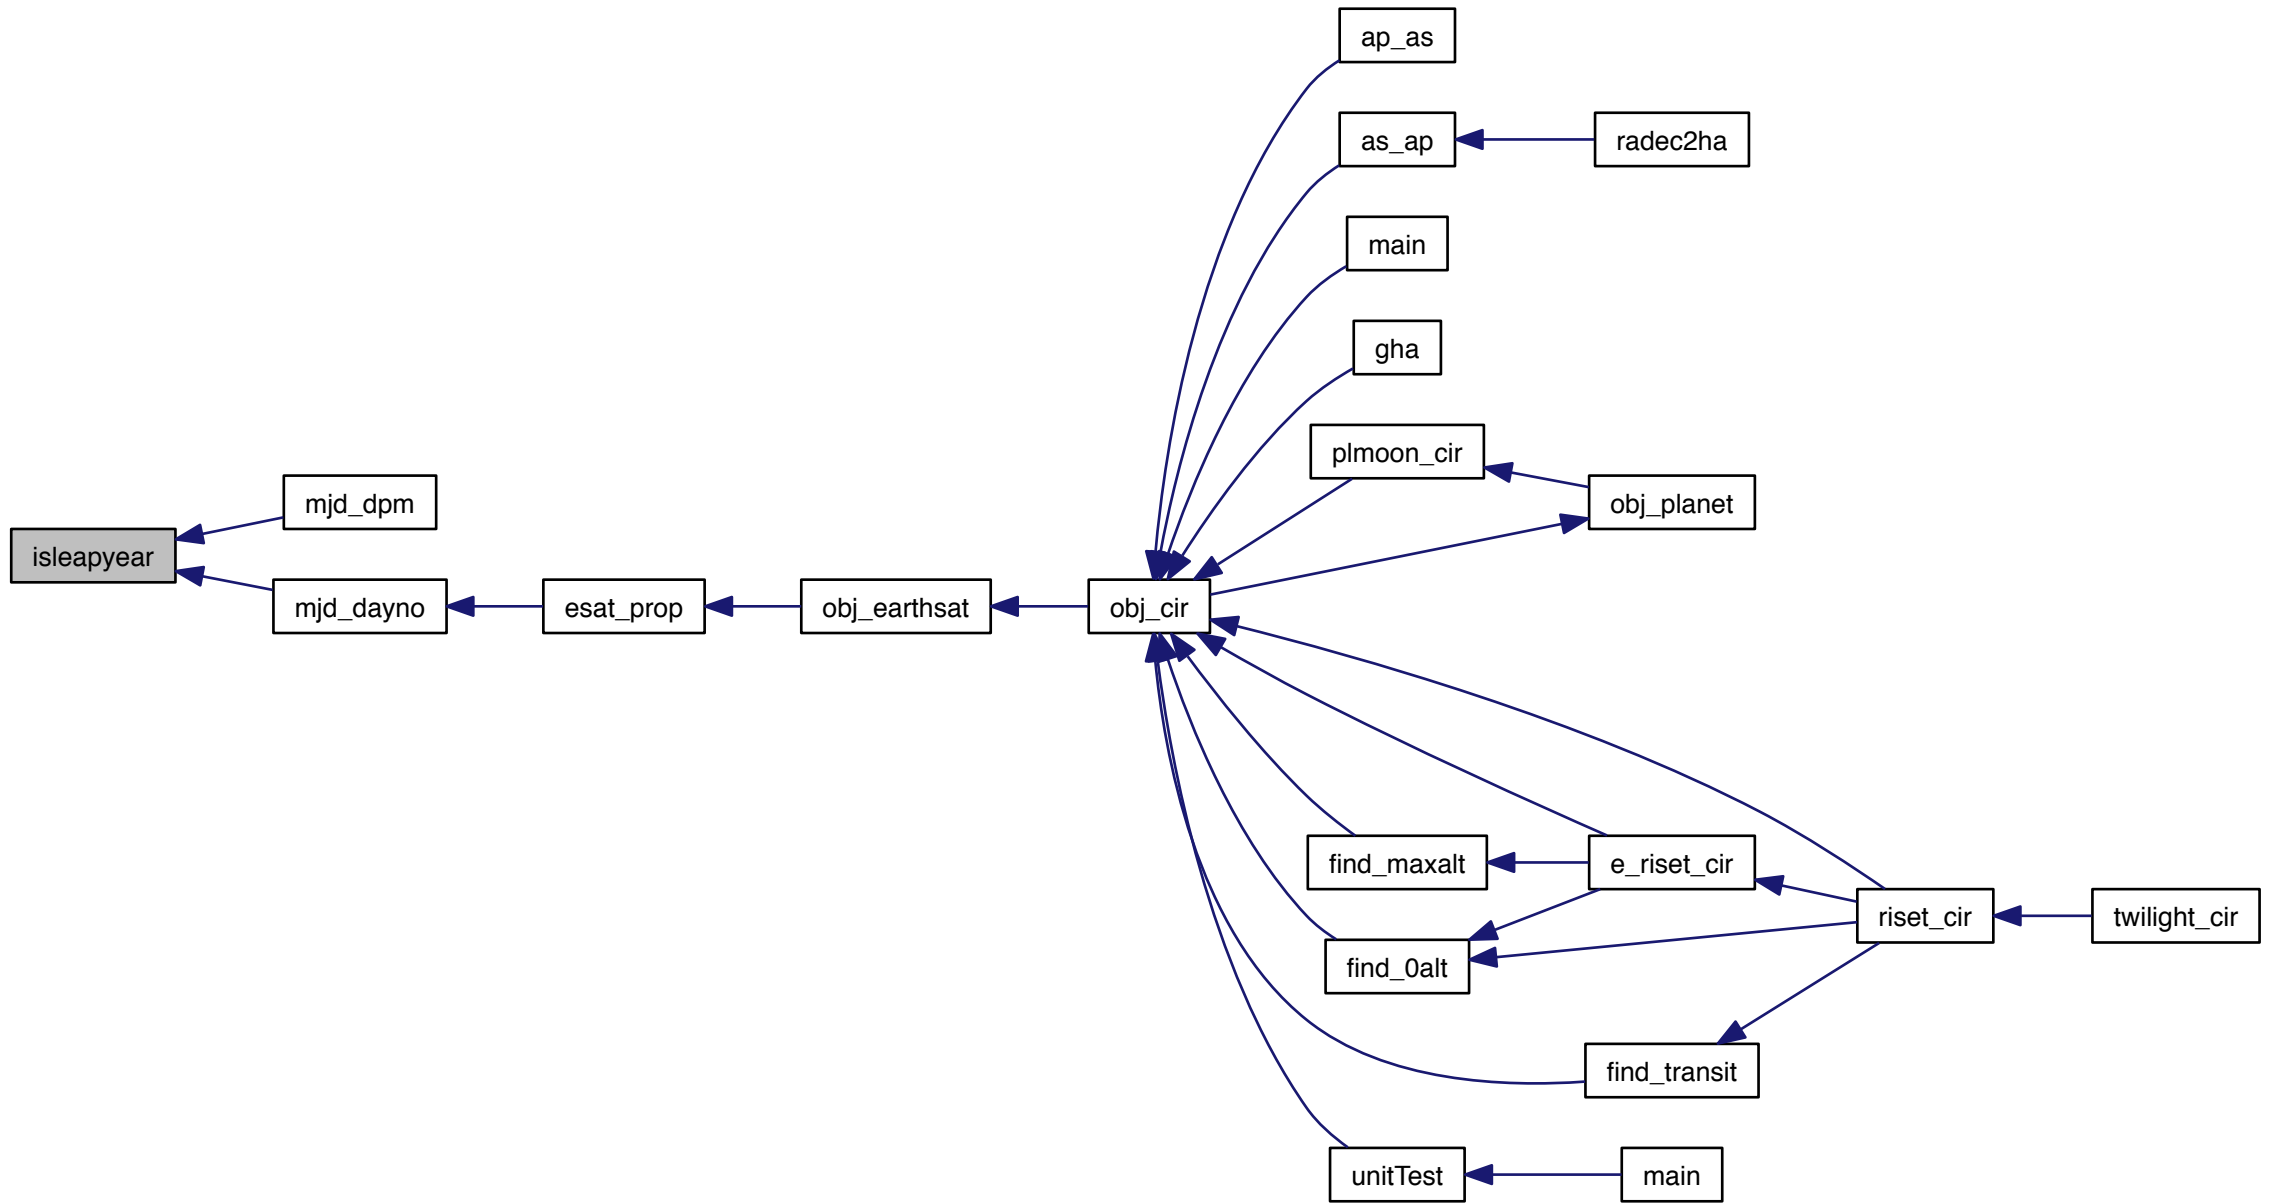 ap_as
as_ap
radec2ha
main
gha
plmoon_cir
mjd_dpm
obj_planet
isleapyear
mjd_dayno
esat_prop
obj_earthsat
obj_cir
find_maxalt
e_riset_cir
riset_cir
twilight_cir
find_0alt
find_transit
unitTest
main